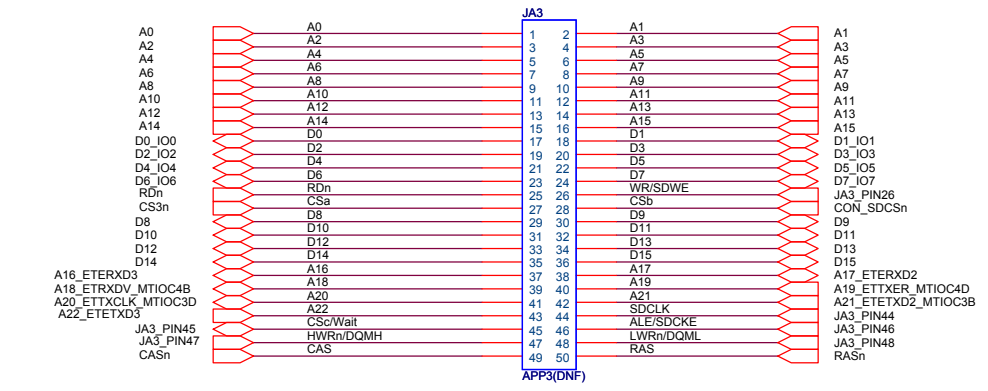 JA3
A0 A0 1 2 A1 A1
A2 A2 3 4 A3 A3
A4 A4 5 6 A5 A5
A6 A6 7 8 A7 A7
A8 A8 9 10 A9 A9
A10 A10 11 12 A11 A11
A12 A12 13 14 A13 A13
A14 A14 15 16 A15 A15
D0_IO0 D0 17 18 D1 D1_IO1
D2_IO2 D2 19 20 D3 D3_IO3
D4_IO4 D4 21 22 D5 D5_IO5
D6_IO6 D6 23 24 D7 D7_IO7
RDn RDn 25 26 WR/SDWE JA3_PIN26
CS3n CSa 27 28 CSb CON_SDCSn
D8 D8 29 30 D9 D9
D10 D10 31 32 D11 D11
D12 D12 33 34 D13 D13
D14 D14 35 36 D15 D15
A16_ETERXD3 A16 37 38 A17 A17_ETERXD2
A18_ETRXDV_MTIOC4B A18 39 40 A19 A19_ETTXER_MTIOC4D
A20_ETTXCLK_MTIOC3D A20 41 42 A21 A21_ETETXD2_MTIOC3B
A22_ETETXD3 A22 43 44 SDCLK JA3_PIN44
JA3_PIN45 CSc/Wait 45 46 ALE/SDCKE JA3_PIN46
JA3_PIN47 HWRn/DQMH 47 48 LWRn/DQML JA3_PIN48
CASn CAS 49 50 RAS RASn
APP3(DNF)